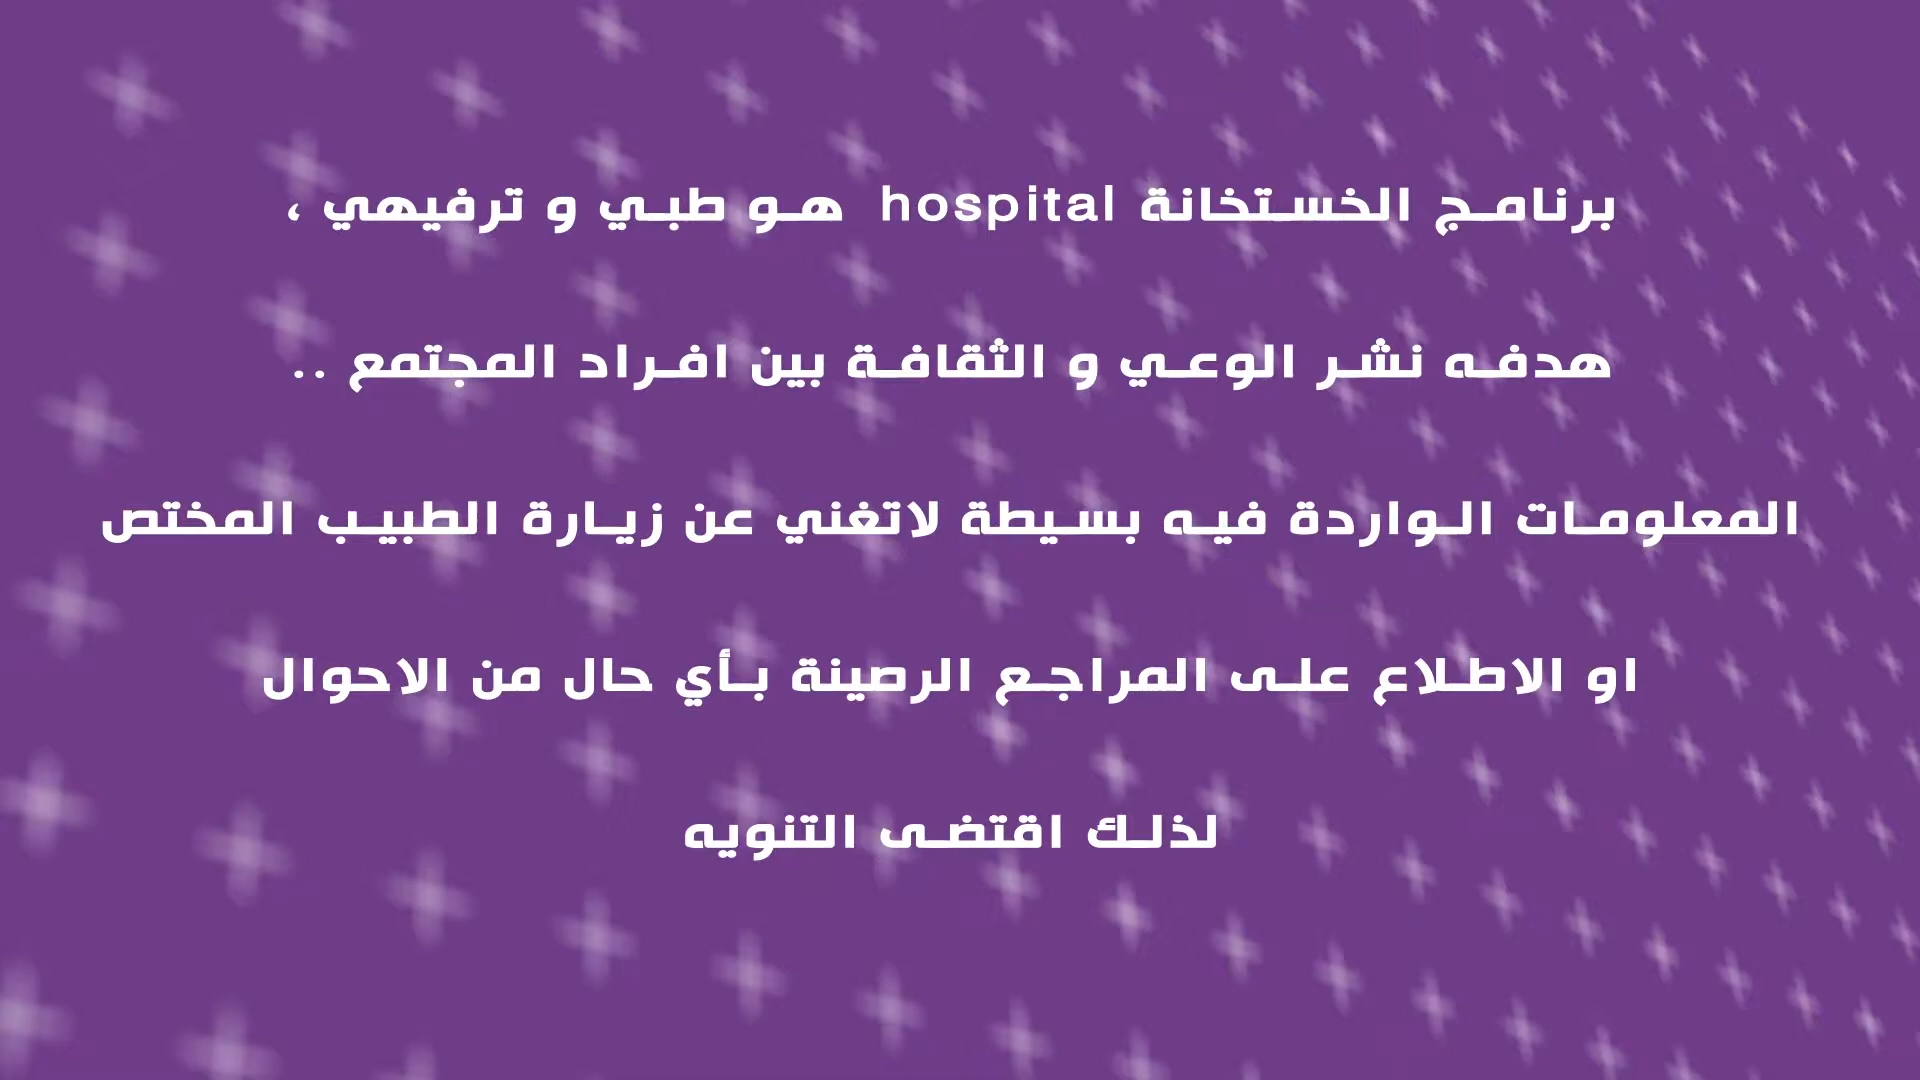 برنامج الخستخانة hospital هو طبي و ترفيهي ،
هدفه نشر الوعي و الثقافة بين افراد المجتمع ..
المعلومات الواردة فيه بسيطة لاتغني عن زيارة الطبيب المختص
او الاطلاع على المراجع الرصينة بأي حال من الاحوال
لذلك اقتضى التنويه